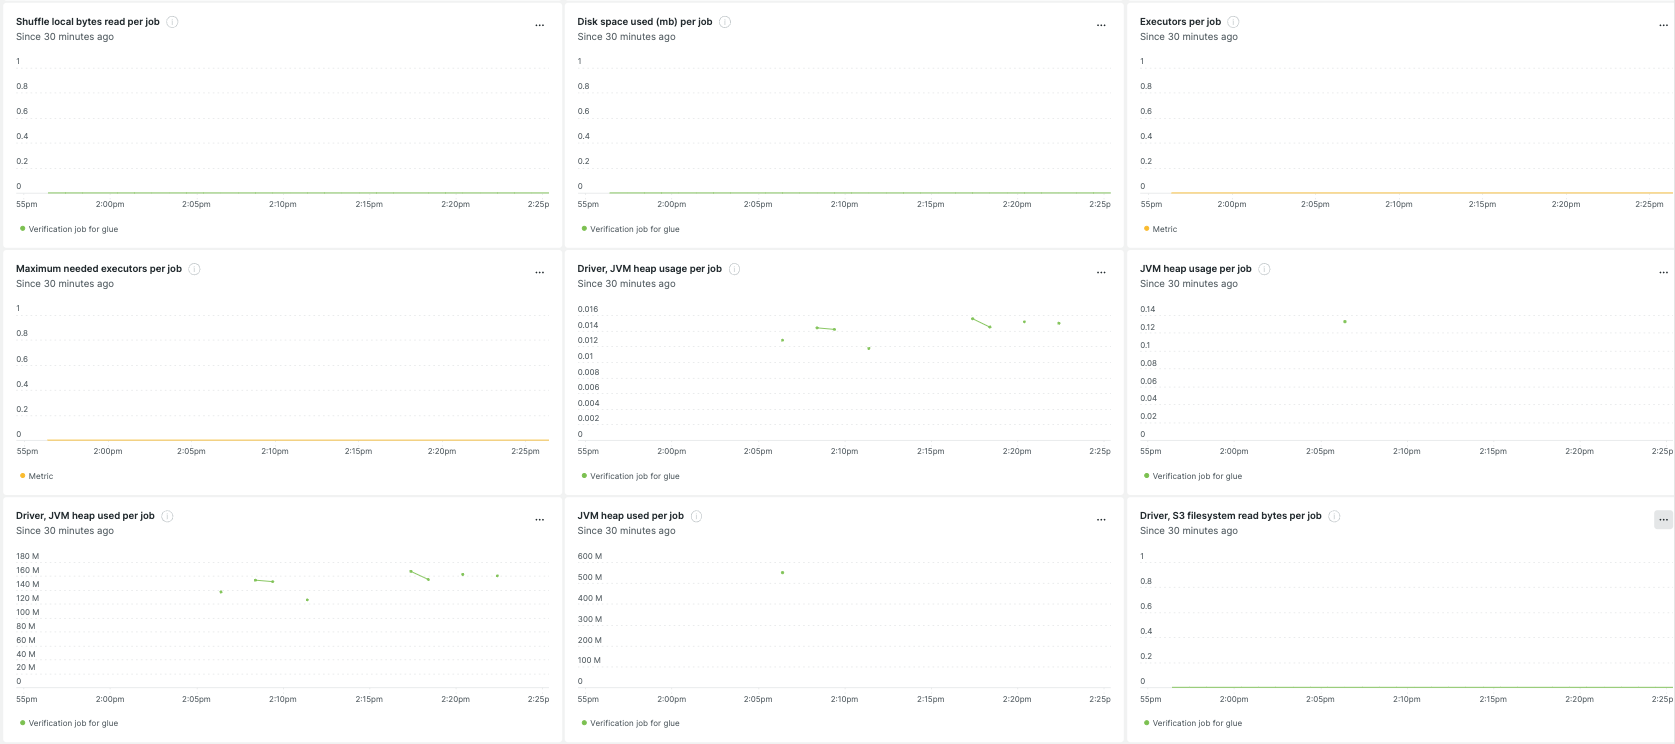 Shuffle local bytes read per job
Since 30 minutes ago
1
0.8
0.6
0.4
0.2
0
55pm 2:00pm 2:05pm 2:10pm 2:15pm 2:20pm 2:25p
Verification job for glue
Disk space used (mb) per job
Since 30 minutes ago
1
0.8
0.6
0.4
0.2
0
55pm 2:00pm 2:05pm 2:10pm 2:15pm 2:20pm 2:25p
Verification job for glue
Executors per job
Since 30 minutes ago
1
0.8
0.6
0.4
0.2
0
55pm 2:00pm 2:05pm 2:10pm 2:15pm 2:20pm 2:25pm
Metric
Maximum needed executors per job
Since 30 minutes ago
1
0.8
0.6
0.4
0.2
0
55pm 2:00pm 2:05pm 2:10pm 2:15pm 2:20pm 2:25pm
Metric
Driver, JVM heap usage per job
Since 30 minutes ago
0.016
0.014
0.012
0.01
0.008
0.006
0.004
0.002
0
55pm 2:00pm 2:05pm 2:10pm 2:15pm 2:20pm 2:25p
Verification job for glue
JVM heap usage per job
Since 30 minutes ago
0.14
0.12
0.1
0.08
0.06
0.04
0.02
0
55pm 2:00pm 2:05pm 2:10pm 2:15pm 2:20pm 2:25p
Verification job for glue
Driver, JVM heap used per job
Since 30 minutes ago
180 M
160 M
140 M
120 M
100 M
80 M
60 M
40 M
20 M
0
55pm 2:00pm 2:05pm 2:10pm 2:15pm 2:20pm 2:25p
Verification job for glue
JVM heap used per job
Since 30 minutes ago
600 M
500 M
400 M
300 M
200 M
100 M
0
55pm 2:00pm 2:05pm 2:10pm 2:15pm 2:20pm 2:25p
Verification job for glue
Driver, S3 filesystem read bytes per job
Since 30 minutes ago
1
0.8
0.6
0.4
0.2
0
55pm 2:00pm 2:05pm 2:10pm 2:15pm 2:20pm 2:25p
Verification job for glue